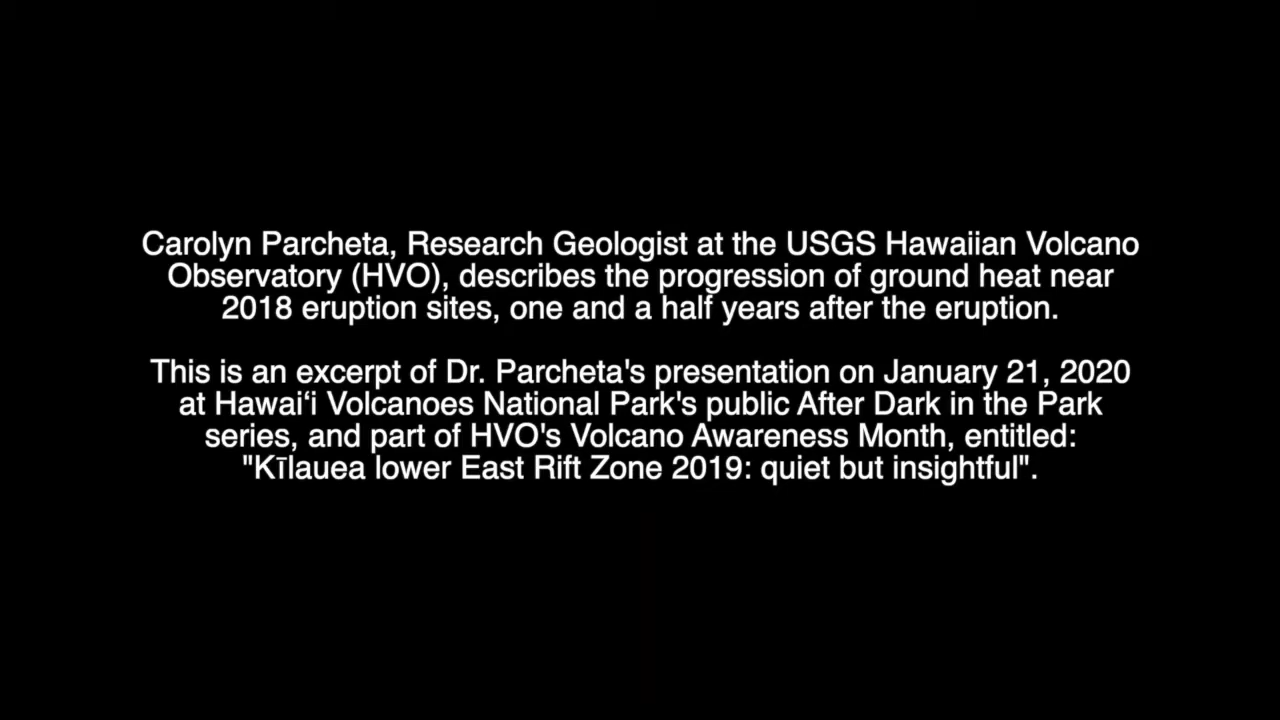 Carolyn Parcheta, Research Geologist at the USGS Hawaiian Volcano
Observatory (HVO), describes the progression of ground heat near
2018 eruption sites, one and a half years after the eruption.
This is an excerpt of Dr. Parcheta's presentation on January 21, 2020
at Hawaiʻi Volcanoes National Park's public After Dark in the Park
series, and part of HVO's Volcano Awareness Month, entitled:
"Kīlauea lower East Rift Zone 2019: quiet but insightful".